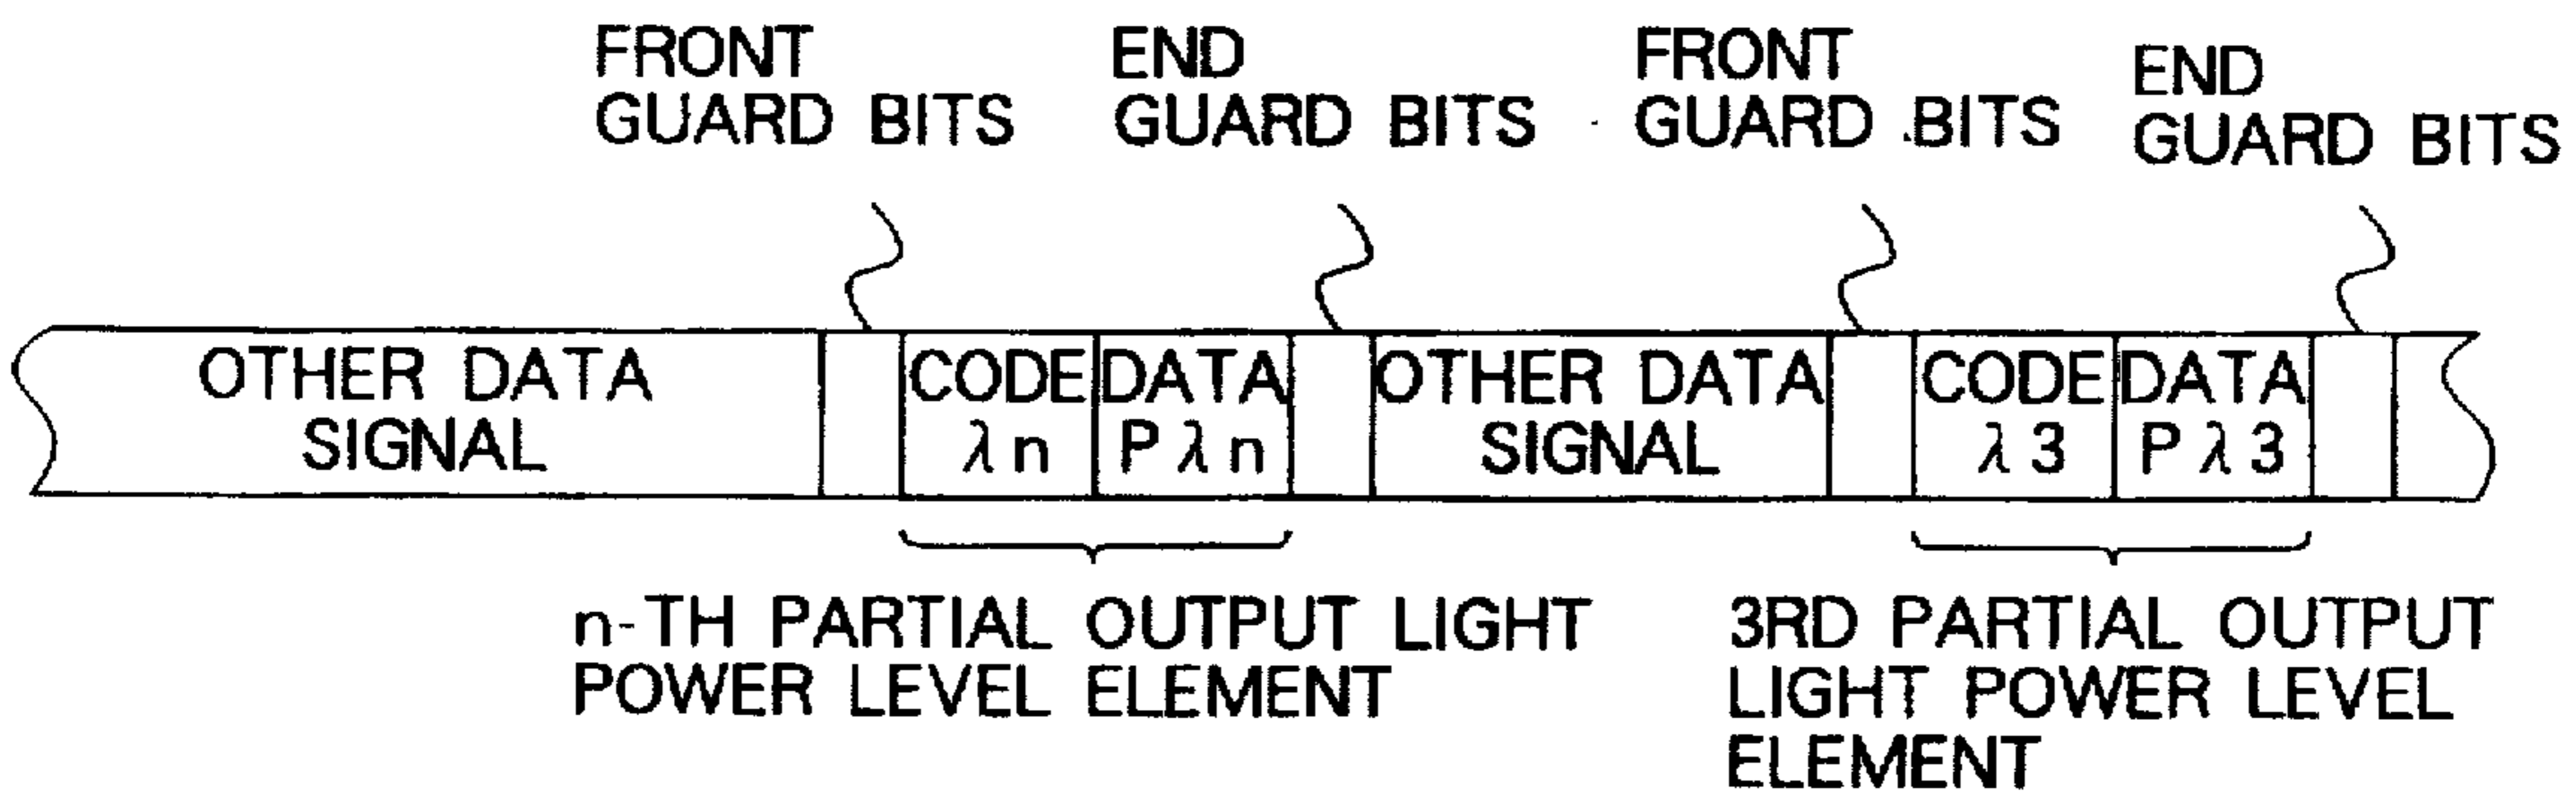 FRONT
GUARD BITS
END
GUARD BITS
FRONT
GUARD BITS
END
GUARD BITS
OTHER DATA
SIGNAL
CODE
λn
DATA
Pλn
OTHER DATA
SIGNAL
CODE
λ3
DATA
Pλ3
n-TH PARTIAL OUTPUT LIGHT
POWER LEVEL ELEMENT
3RD PARTIAL OUTPUT
LIGHT POWER LEVEL
ELEMENT